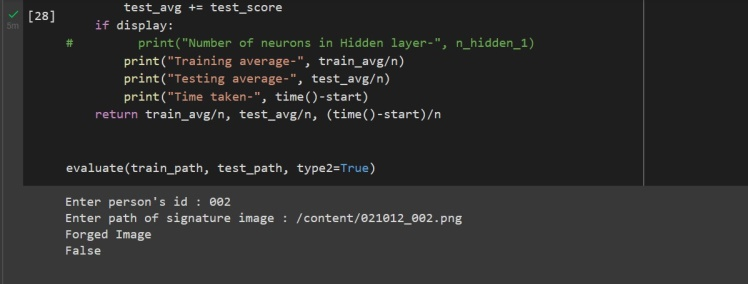 [28]
5m
test_avg += test_score
if display:
# print("Number of neurons in Hidden layer-", n_hidden_1)
print("Training average-", train_avg/n)
print("Testing average-", test_avg/n)
print("Time taken-", time()-start)
return train_avg/n, test_avg/n, (time()-start)/n
evaluate(train_path, test_path, type2=True)
Enter person's id : 002
Enter path of signature image : /content/021012_002.png
Forged Image
False